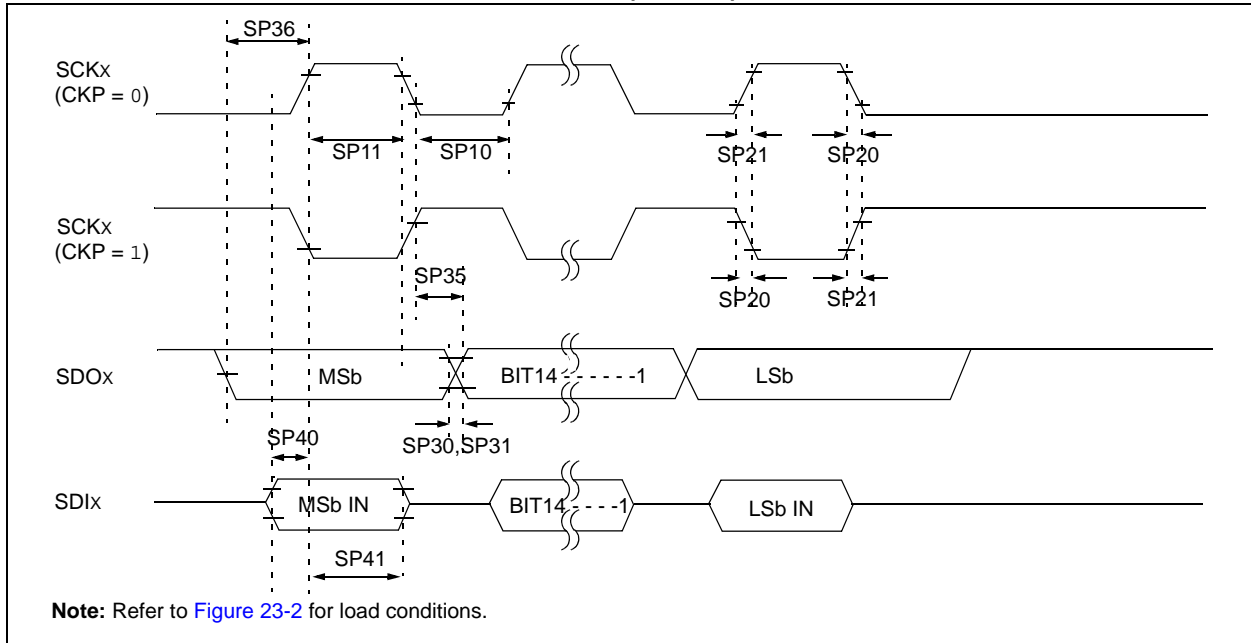 SP36
SCKX
(CKP = 0)
SP11
SP10
SP21
SP20
SCKX
(CKP = 1)
SP35
SP20
SP21
SDOX
MSb
BIT14 - - - - - -1
LSb
SP40
SP30,SP31
SDIX
MSb IN
BIT14 - - - -1
LSb IN
SP41
Note: Refer to Figure 23-2 for load conditions.